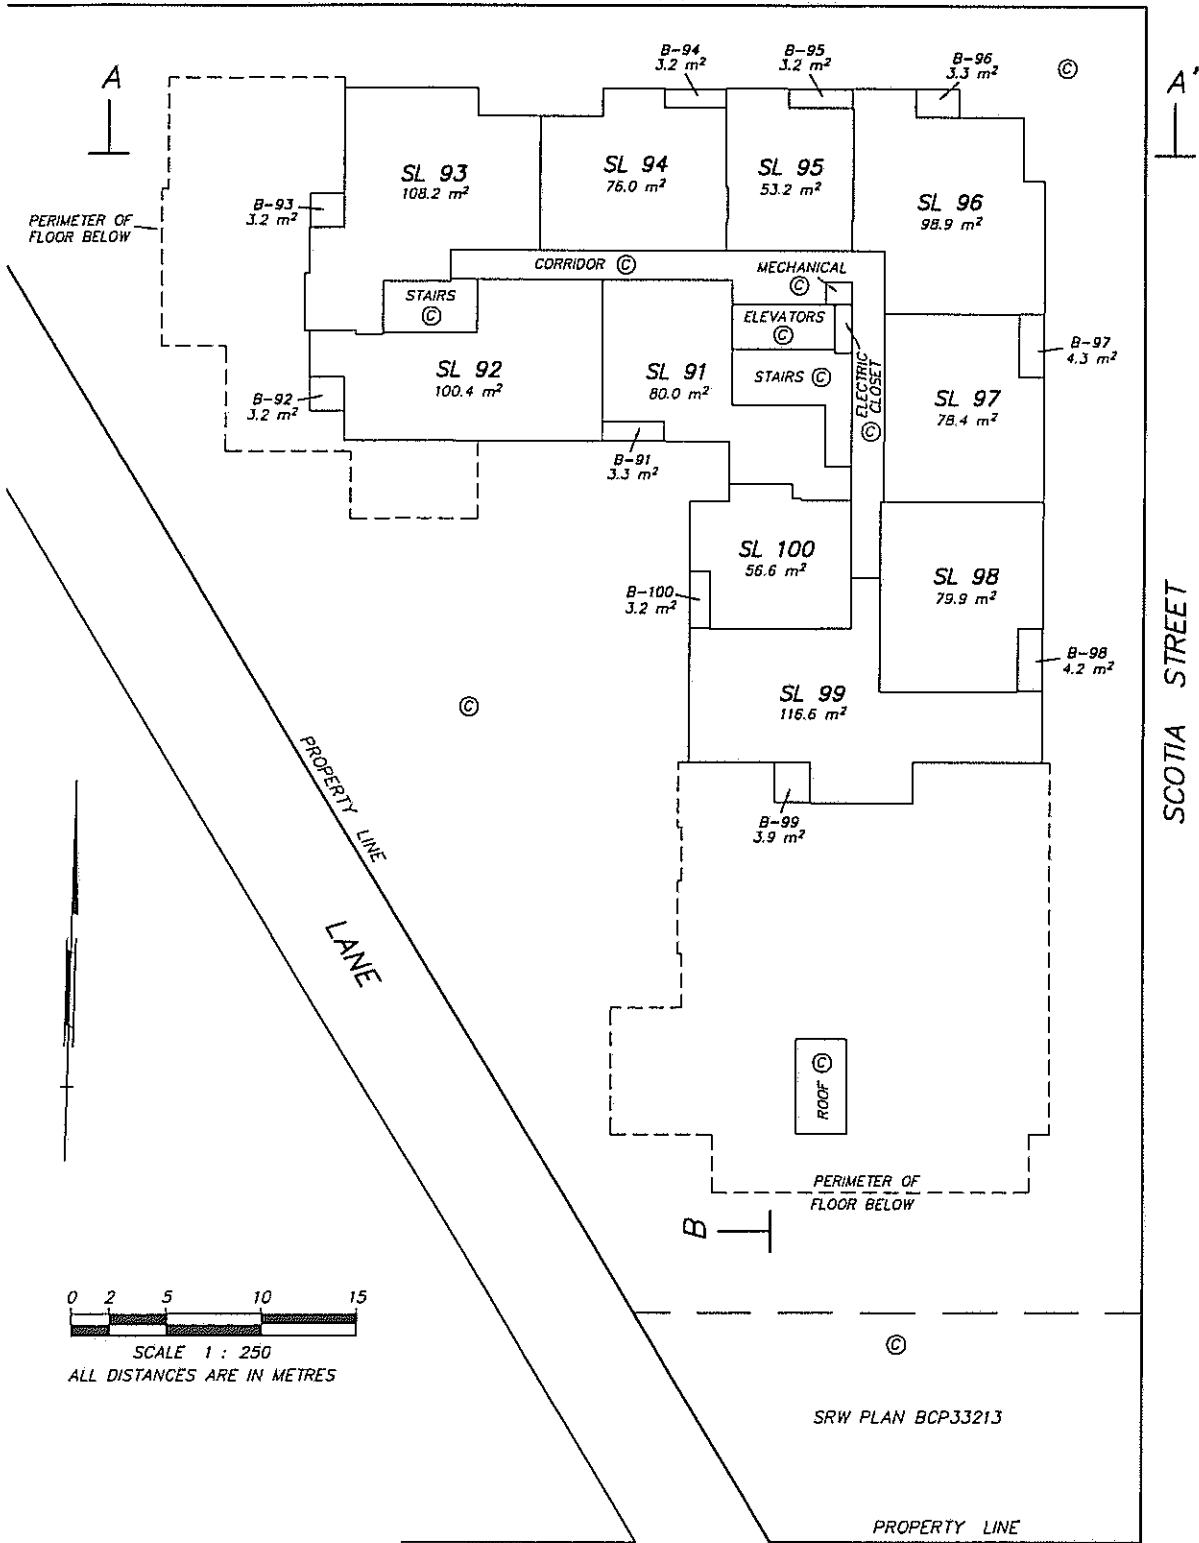 A
A'
B-94
3.2 m²
B-95
3.2 m²
B-96
3.3 m²
©
SL 93
108.2 m²
SL 94
76.0 m²
SL 95
53.2 m²
SL 96
98.9 m²
B-93
3.2 m²
PERIMETER OF
FLOOR BELOW
CORRIDOR ©
MECHANICAL
©
STAIRS
©
ELEVATORS
©
B-97
4.3 m²
SL 92
100.4 m²
SL 91
80.0 m²
STAIRS ©
© ELECTRIC
CLOSET
SL 97
78.4 m²
B-92
3.2 m²
B-91
3.3 m²
SL 100
56.6 m²
SL 98
79.9 m²
B-100
3.2 m²
B-98
4.2 m²
SL 99
116.6 m²
©
SCOTIA STREET
PROPERTY LINE
B-99
3.9 m²
LANE
ROOF ©
PERIMETER OF
FLOOR BELOW
B
0 2 5 10 15
SCALE 1 : 250
ALL DISTANCES ARE IN METRES
©
SRW PLAN BCP33213
PROPERTY LINE